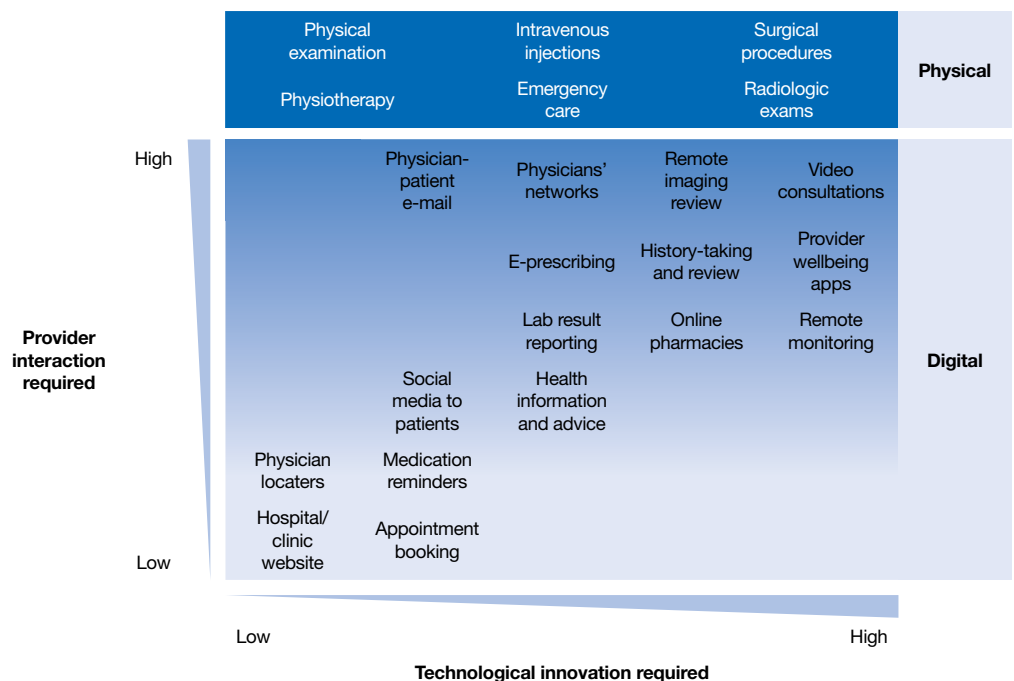 Physical
examination
Intravenous
injections
Surgical
procedures
Physical
Physiotherapy
Emergency
care
Radiologic
exams
High
Physician-
patient
e-mail
Physicians’
networks
Remote
imaging
review
Video
consultations
E-prescribing
History-taking
and review
Provider
wellbeing
apps
Provider
interaction
required
Lab result
reporting
Online
pharmacies
Remote
monitoring
Digital
Social
media to
patients
Health
information
and advice
Physician
locaters
Medication
reminders
Hospital/
clinic
website
Appointment
booking
Low
Low
High
Technological innovation required